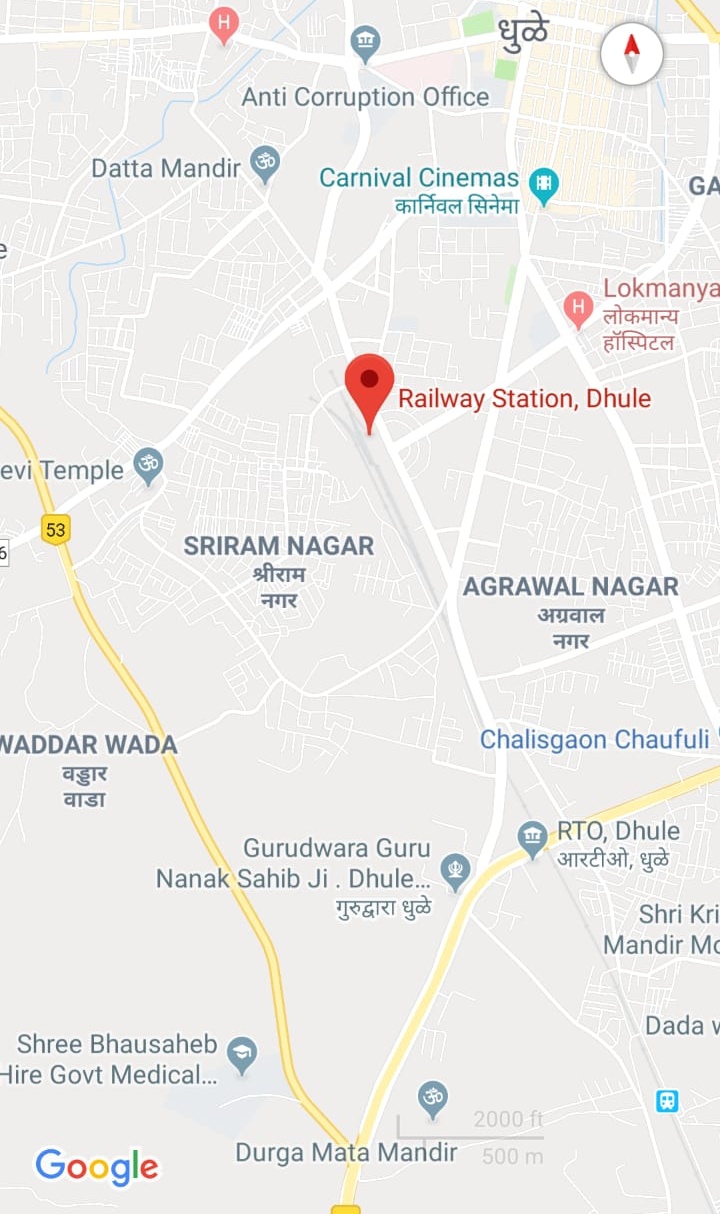 धुळे
Anti Corruption Office
Datta Mandir
Carnival Cinemas
कार्निवल सिनेमा
GA
e
Lokmanya
लोकमान्य
हॉस्पिटल
H
H
Railway Station, Dhule
evi Temple
53
6
SRIRAM NAGAR
श्रीराम
नगर
AGRAWAL NAGAR
अग्रवाल
नगर
WADDAR WADA
वड्डार
वाडा
Chalisgaon Chaufuli
RTO, Dhule
आरटीओ, धुळे
Gurudwara Guru
Nanak Sahib Ji . Dhule...
गुरुद्वारा धुळे
Shri Kri
Mandir Mo
Dada w
Shree Bhausaheb
Hire Govt Medical...
2000 ft
500 m
Durga Mata Mandir
Google